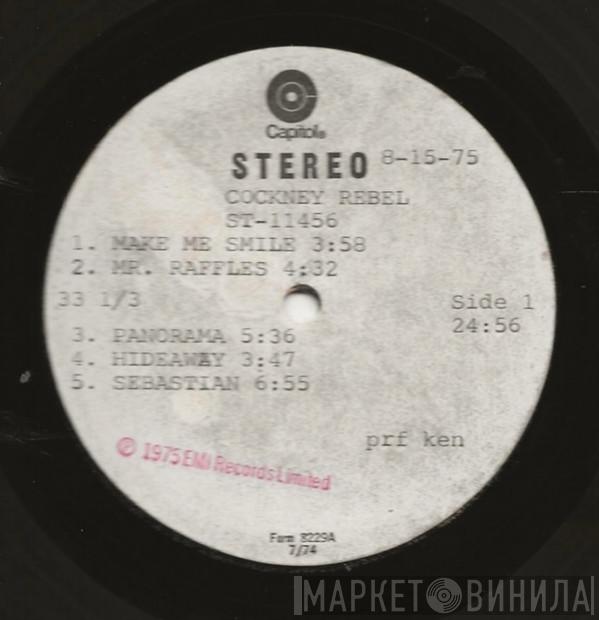 Capitol®
STEREO 8-15-75
COCKNEY REBEL
ST-11456
1. MAKE ME SMILE 3:58
2. MR. RAFFLES 4:32
33 1/3
Side 1
24:56
3. PANORAMA 5:36
4. HIDEAWAY 3:47
5. SEBASTIAN 6:55
prf ken
℗ 1975 EMI Records Limited
Form 8229A
7/74
МАРКЕТ ВИНИЛА